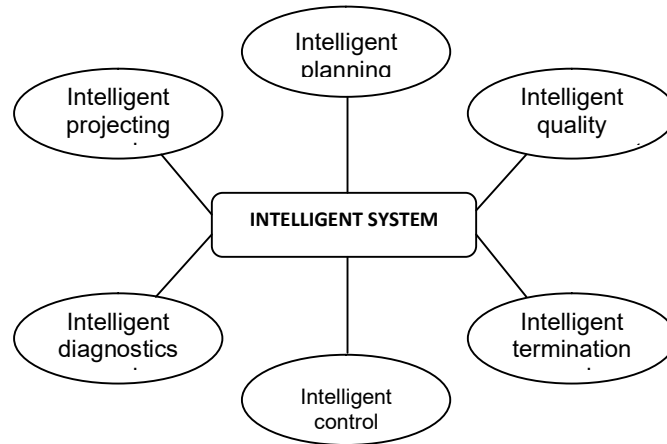 Intelligent
planning
Intelligent
projecting
Intelligent
quality
INTELLIGENT SYSTEM
Intelligent
diagnostics
Intelligent
termination
Intelligent
control